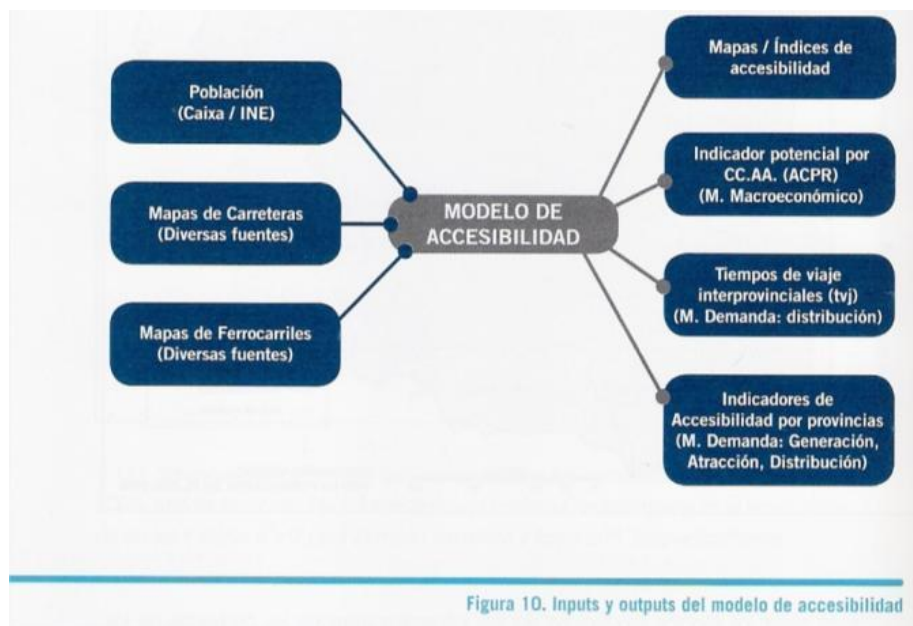 Población
(Caixa / INE)
Mapas de Carreteras
(Diversas fuentes)
Mapas de Ferrocarriles
(Diversas fuentes)
MODELO DE
ACCESIBILIDAD
Mapas / Índices de
accesibilidad
Indicador potencial por
CC.AA. (ACPR)
(M. Macroeconómico)
Tiempos de viaje
interprovinciales (tvj)
(M. Demanda: distribución)
Indicadores de
Accesibilidad por provincias
(M. Demanda: Generación,
Atracción, Distribución)
Figura 10. Inputs y outputs del modelo de accesibilidad